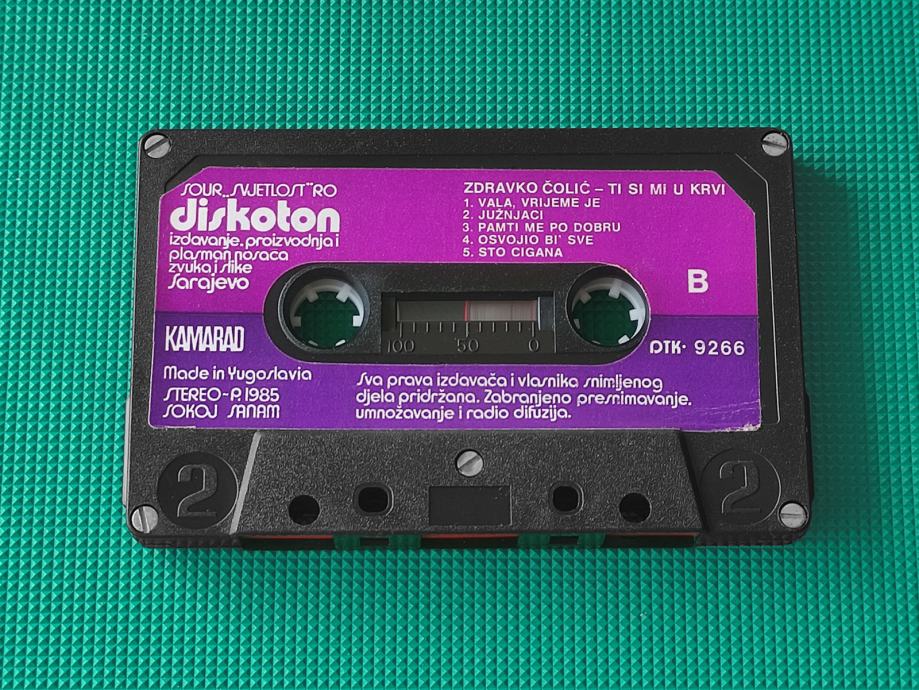 SOUR „SVJETLOST" RO
diskoton
izdavanje, proizvodnja i
plasman nosaca
zvuka i slike
Sarajevo
KAMARAD
Made in Yugoslavia
STEREO-P. 1985
SOKOJ SANAM
ZDRAVKO ČOLIĆ – TI SI Mi U KRVI
1. VALA, VRIJEME JE
2. JUŽNJACI
3. PAMTI ME PO DOBRU
4. OSVOJIO BI' SVE
5. STO CIGANA
B
DTK· 9266
100 50 0
Sva prava izdavača i vlasnika snimljenog
djela pridržana. Zabranjeno presnimavanje,
umnožavanje i radio difuzija.
2 2